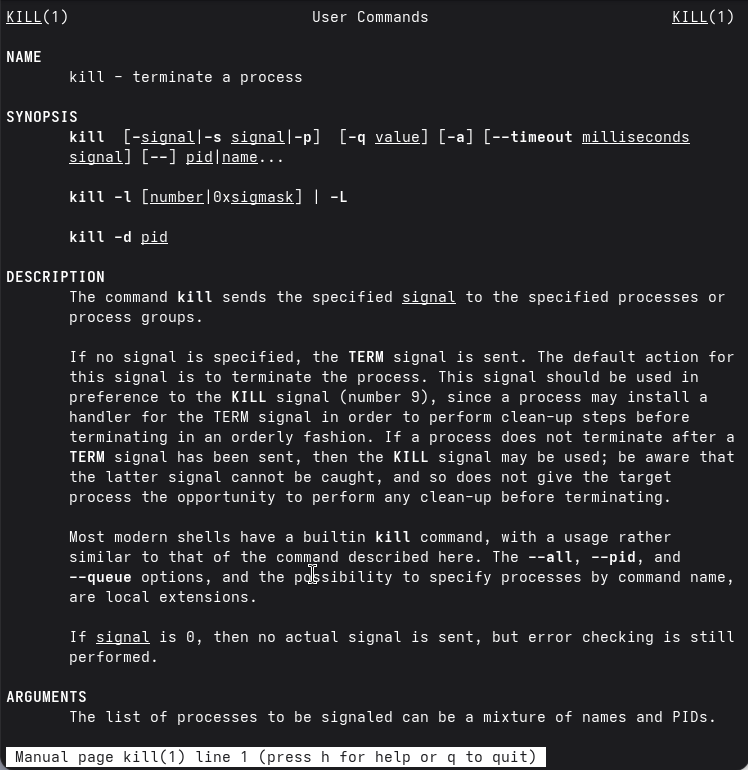 KILL(1) User Commands KILL(1)
NAME
kill - terminate a process
SYNOPSIS
kill [-signal|-s signal|-p] [-q value] [-a] [--timeout milliseconds
signal] [--] pid|name...
kill -l [number|0xsigmask] | -L
kill -d pid
DESCRIPTION
The command kill sends the specified signal to the specified processes or
process groups.
If no signal is specified, the TERM signal is sent. The default action for
this signal is to terminate the process. This signal should be used in
preference to the KILL signal (number 9), since a process may install a
handler for the TERM signal in order to perform clean-up steps before
terminating in an orderly fashion. If a process does not terminate after a
TERM signal has been sent, then the KILL signal may be used; be aware that
the latter signal cannot be caught, and so does not give the target
process the opportunity to perform any clean-up before terminating.
Most modern shells have a builtin kill command, with a usage rather
similar to that of the command described here. The --all, --pid, and
--queue options, and the possibility to specify processes by command name,
are local extensions.
If signal is 0, then no actual signal is sent, but error checking is still
performed.
ARGUMENTS
The list of processes to be signaled can be a mixture of names and PIDs.
Manual page kill(1) line 1 (press h for help or q to quit)